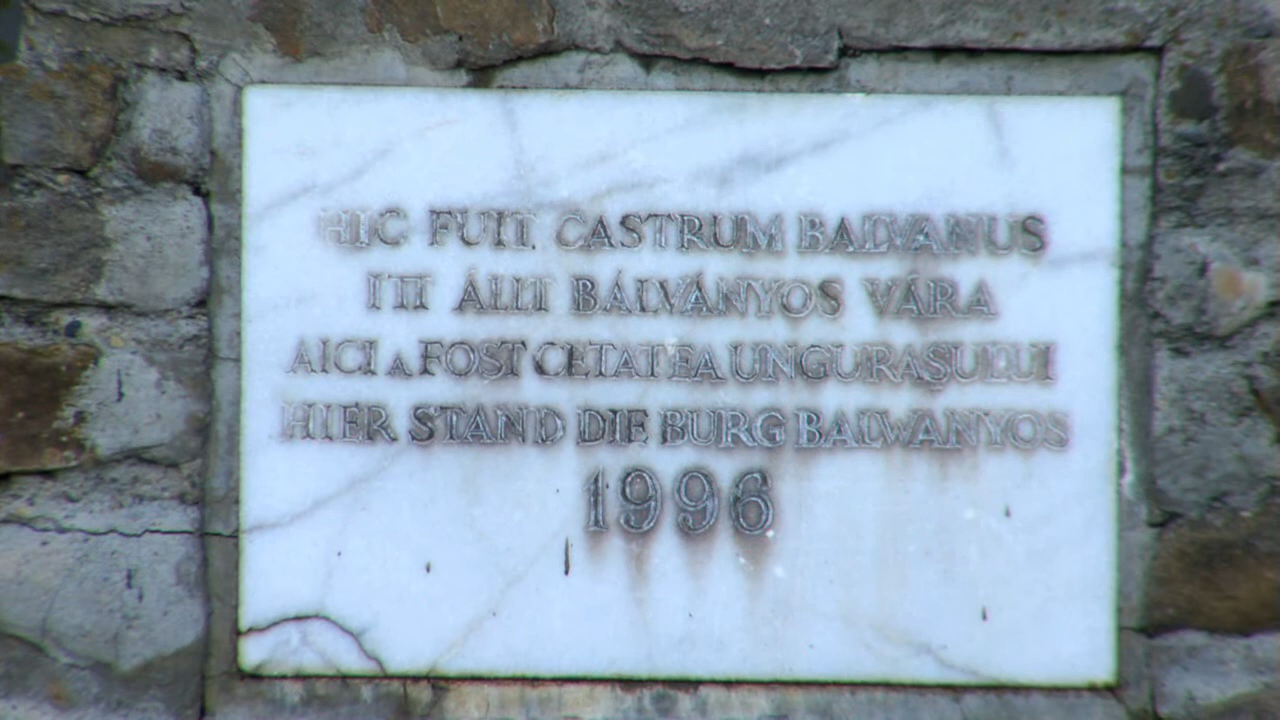 HIC FUIT CASTRUM BALVANUS
ITT ÁLLT BÁLVÁNYOS VÁRA
AICI A FOST CETATEA UNGURAŞULUI
HIER STAND DIE BURG BALWANYOS
1996